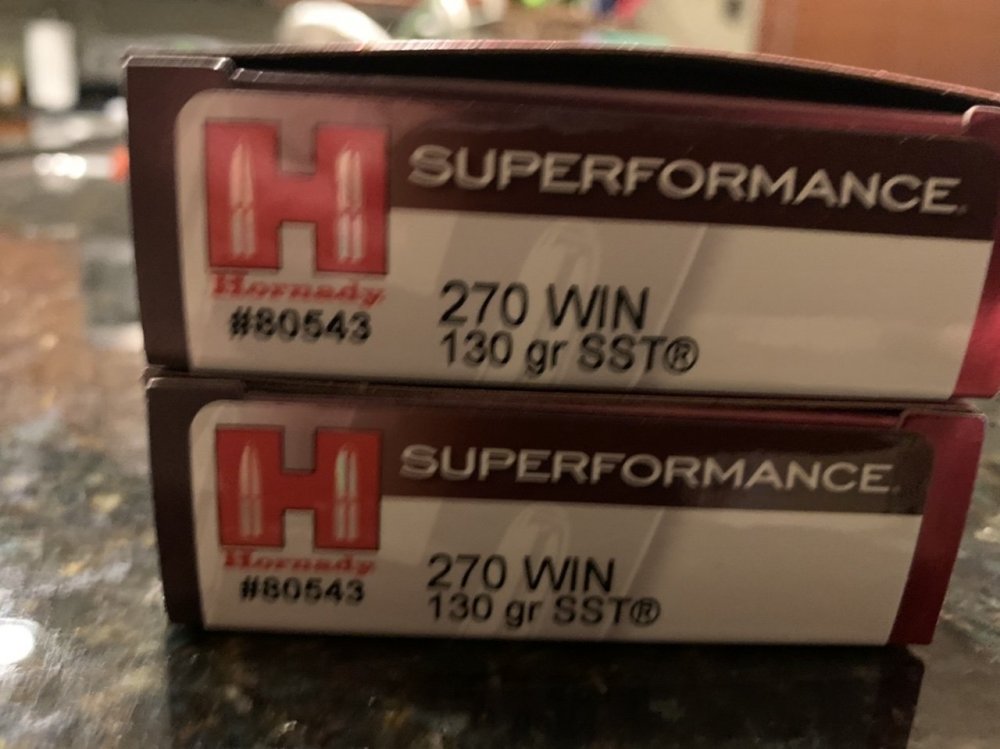 SUPERFORMANCE
H
Hornady
#80543
270 WIN
130 gr SST®
SUPERFORMANCE
H
Hornady
#80543
270 WIN
130 gr SST®